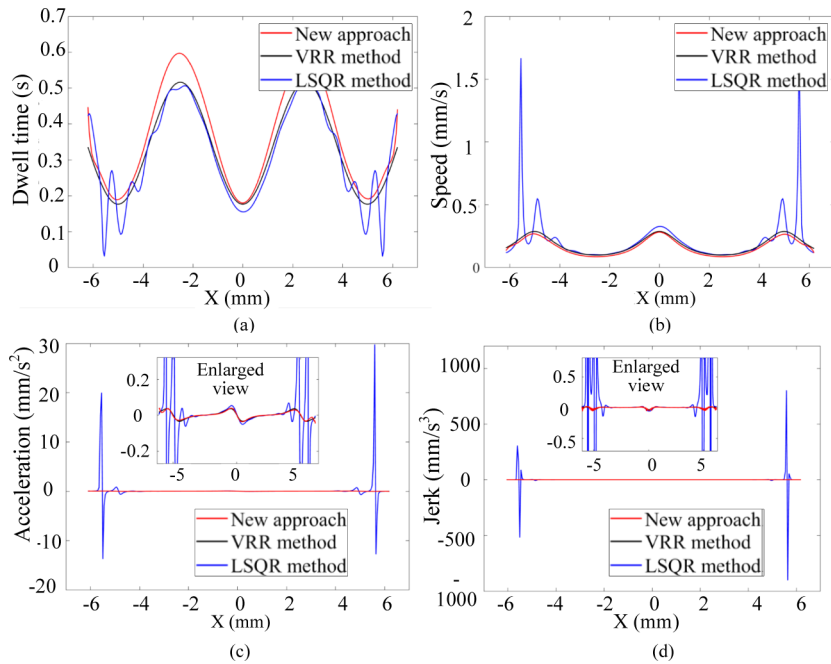 0.7
0.6
0.5
0.4
0.3
0.2
0.1
0
Dwell time (s)
New approach
VRR method
LSQR method
-6 -4 -2 0 2 4 6
X (mm)
(a)
2
1.5
1
0.5
0
Speed (mm/s)
New approach
VRR method
LSQR method
-6 -4 -2 0 2 4 6
X (mm)
(b)
30
20
10
0
-10
-20
Acceleration (mm/s²)
0.2
0
-0.2
Enlarged
view
-5 0 5
New approach
VRR method
LSQR method
-6 -4 -2 0 2 4 6
X (mm)
(c)
1000
500
0
-500
-
1000
Jerk (mm/s³)
0.5
0
-0.5
Enlarged
view
-5 0 5
New approach
VRR method
LSQR method
-6 -4 -2 0 2 4 6
X (mm)
(d)